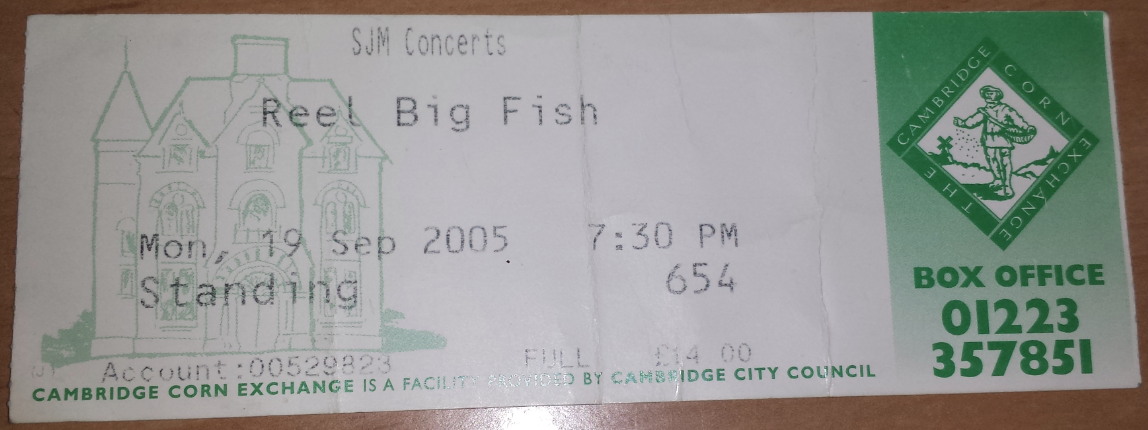 SJM Concerts
Reel Big Fish
Mon, 19 Sep 2005 7:30 PM
Standing 654
Account:00529823 FULL £14 00
CAMBRIDGE CORN EXCHANGE IS A FACILITY PROVIDED BY CAMBRIDGE CITY COUNCIL
THE CAMBRIDGE CORN EXCHANGE
BOX OFFICE
01223
357851